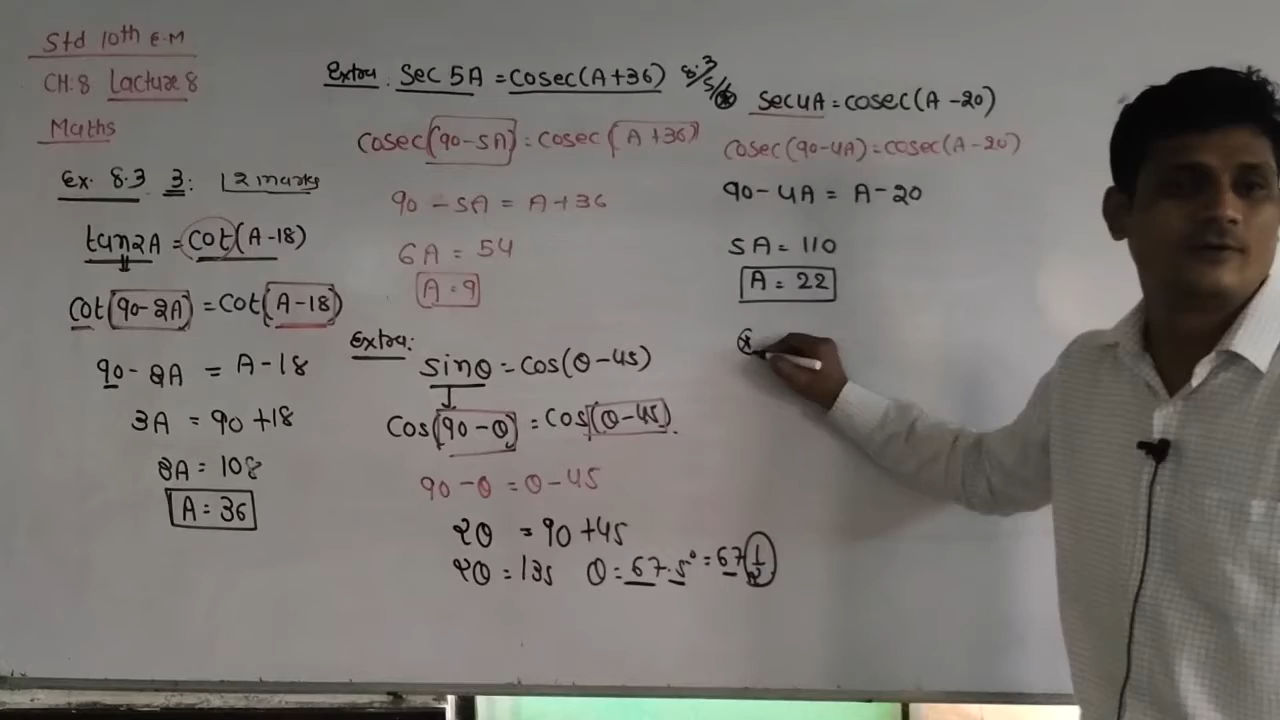 Std 10th E.M
CH:8 Lacture 8
Maths
Ex. 8.3 3: 2 marks
tan2A = cot(A-18)
cot(90-2A) = cot(A-18)
90-2A = A-18
3A = 90+18
3A = 108
A = 36
Extra. Sec 5A = cosec(A+36)
cosec(90-5A) = cosec(A+36)
90-5A = A+36
6A = 54
A = 9
Extra:
sinθ = cos(θ-45)
cos(90-θ) = cos(θ-45)
90-θ = θ-45
2θ = 90+45
2θ = 135 θ = 67.5° = 67 1/2
8.3/5/
sec4A = cosec(A-20)
cosec(90-4A) = cosec(A-20)
90-4A = A-20
5A = 110
A = 22